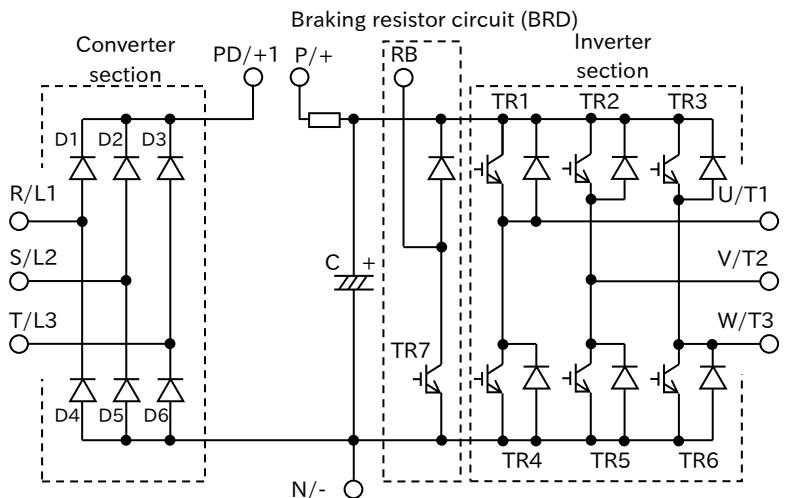 Braking resistor circuit (BRD)
Converter
section
PD/+1
P/+
RB
Inverter
section
TR1
TR2
TR3
D1
D2
D3
R/L1
U/T1
S/L2
C
+
V/T2
T/L3
W/T3
TR7
D4
D5
D6
TR4
TR5
TR6
N/-